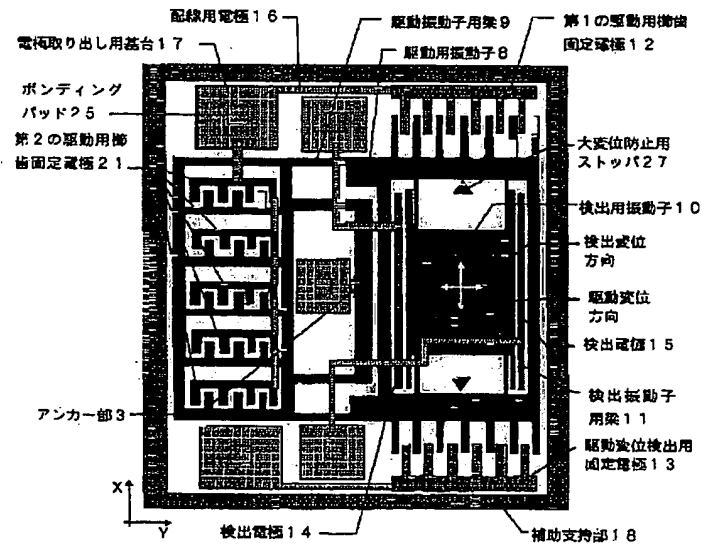 配線用電極16
駆動振動子用梁9
第1の駆動用櫛歯
固定電極12
電極取り出し用基台17
駆動用振動子8
ボンディング
パッド25
第2の駆動用櫛
歯固定電極21
大変位防止用
ストッパ27
検出用振動子10
検出変位
方向
駆動変位
方向
検出電極15
検出振動子
用梁11
アンカー部3
駆動変位検出用
固定電極13
X
Y
検出電極14
補助支持部18